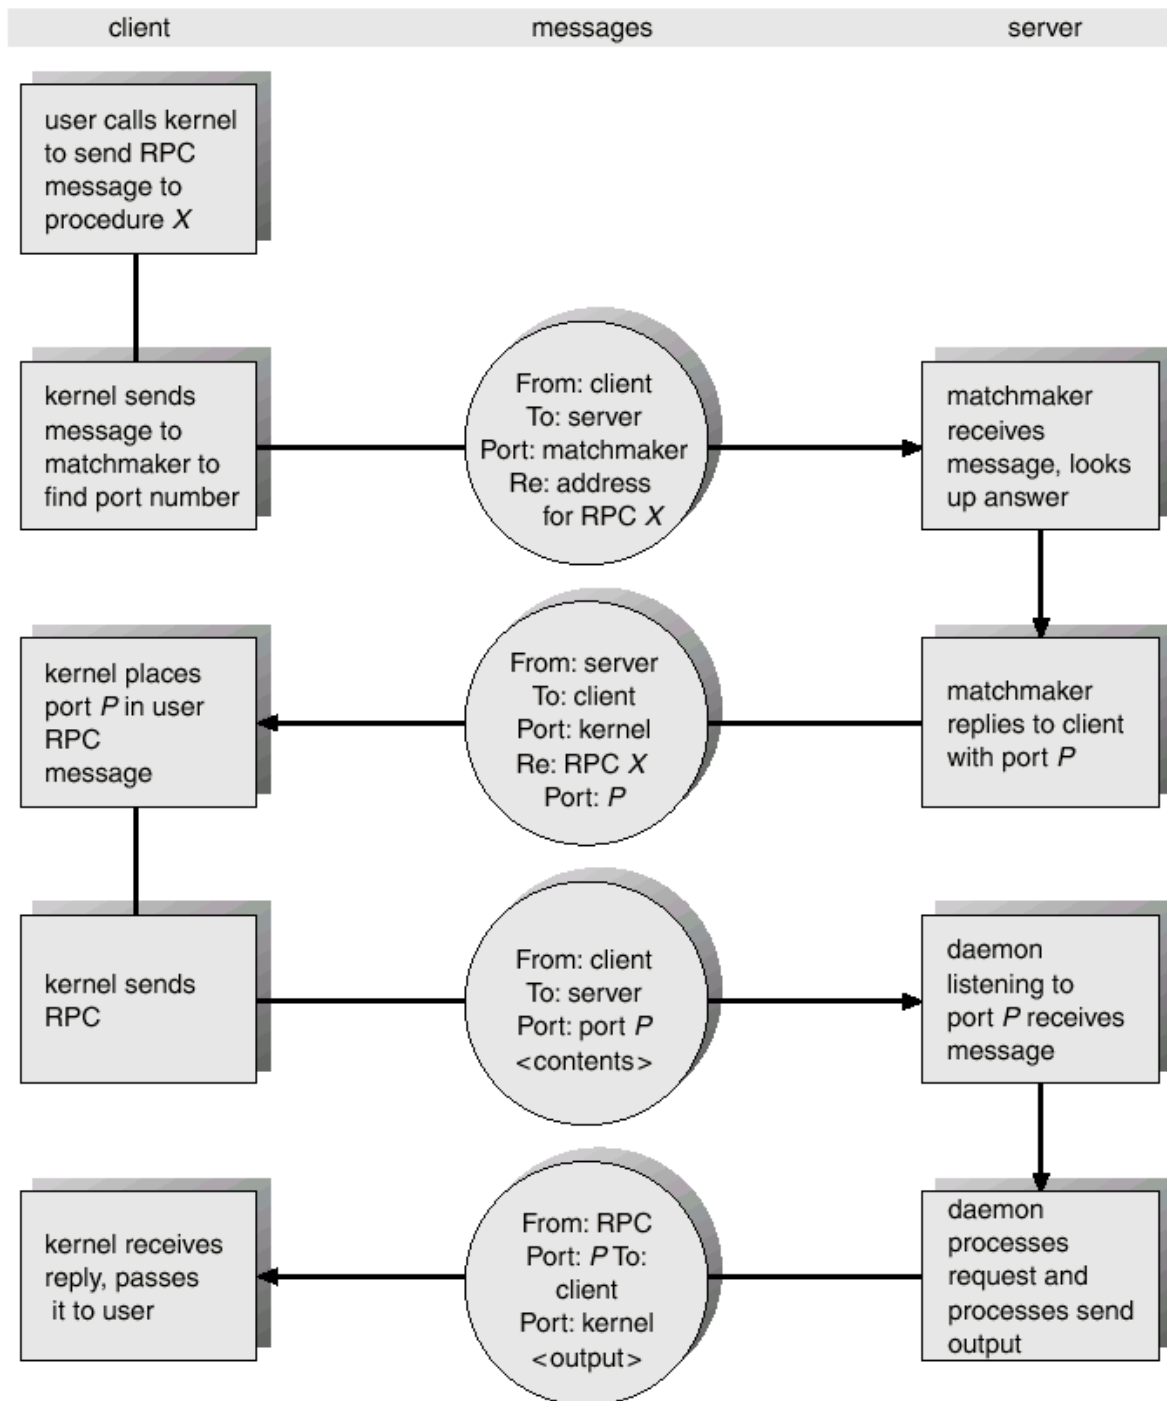 client
messages
server
user calls kernel
to send RPC
message to
procedure X
kernel sends
message to
matchmaker to
find port number
From: client
To: server
Port: matchmaker
Re: address
for RPC X
matchmaker
receives
message, looks
up answer
kernel places
port P in user
RPC
message
From: server
To: client
Port: kernel
Re: RPC X
Port: P
matchmaker
replies to client
with port P
kernel sends
RPC
From: client
To: server
Port: port P
<contents>
daemon
listening to
port P receives
message
kernel receives
reply, passes
it to user
From: RPC
Port: P To:
client
Port: kernel
<output>
daemon
processes
request and
processes send
output